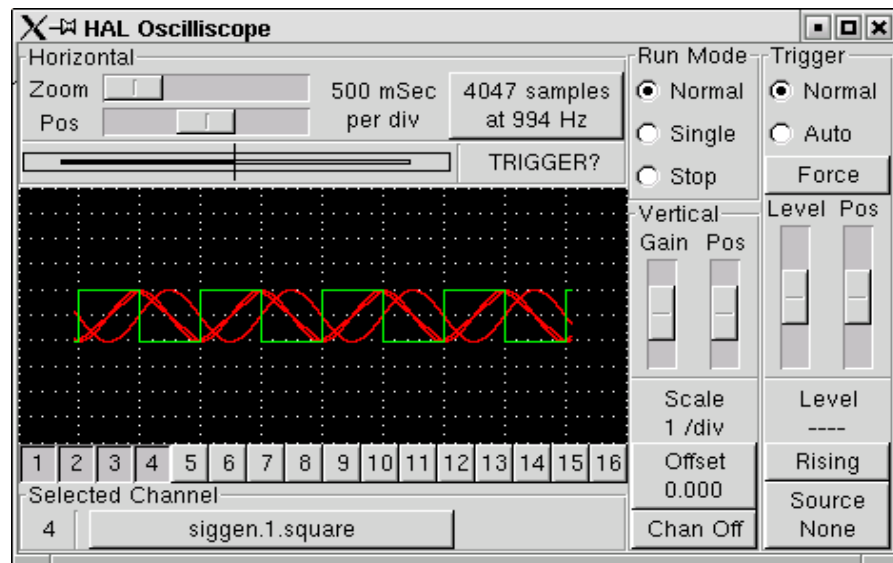 HAL Oscilliscope
Horizontal
Zoom
Pos
500 mSec
per div
4047 samples
at 994 Hz
TRIGGER?
Run Mode
Normal
Single
Stop
Trigger
Normal
Auto
Force
Level Pos
Vertical
Gain Pos
Scale
1 /div
Offset
0.000
Chan Off
Level
----
Rising
Source
None
1 2 3 4 5 6 7 8 9 10 11 12 13 14 15 16
Selected Channel
4 siggen.1.square